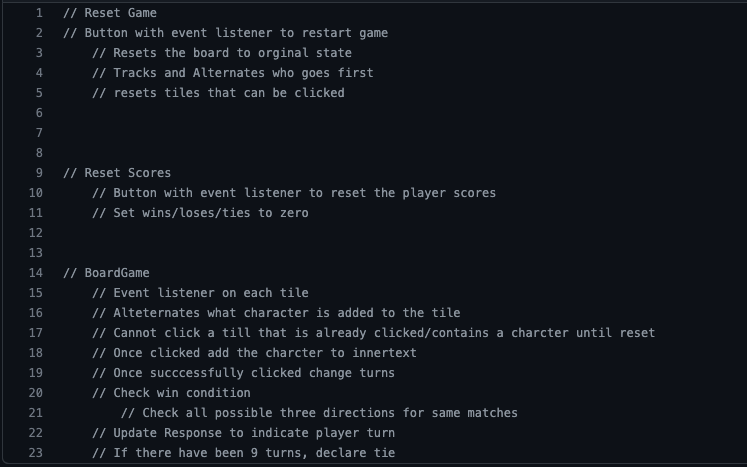 1 // Reset Game
2 // Button with event listener to restart game
3 // Resets the board to orginal state
4 // Tracks and Alternates who goes first
5 // resets tiles that can be clicked
6
7
8
9 // Reset Scores
10 // Button with event listener to reset the player scores
11 // Set wins/loses/ties to zero
12
13
14 // BoardGame
15 // Event listener on each tile
16 // Alteternates what character is added to the tile
17 // Cannot click a till that is already clicked/contains a charcter until reset
18 // Once clicked add the charcter to innertext
19 // Once succcessfully clicked change turns
20 // Check win condition
21 // Check all possible three directions for same matches
22 // Update Response to indicate player turn
23 // If there have been 9 turns, declare tie